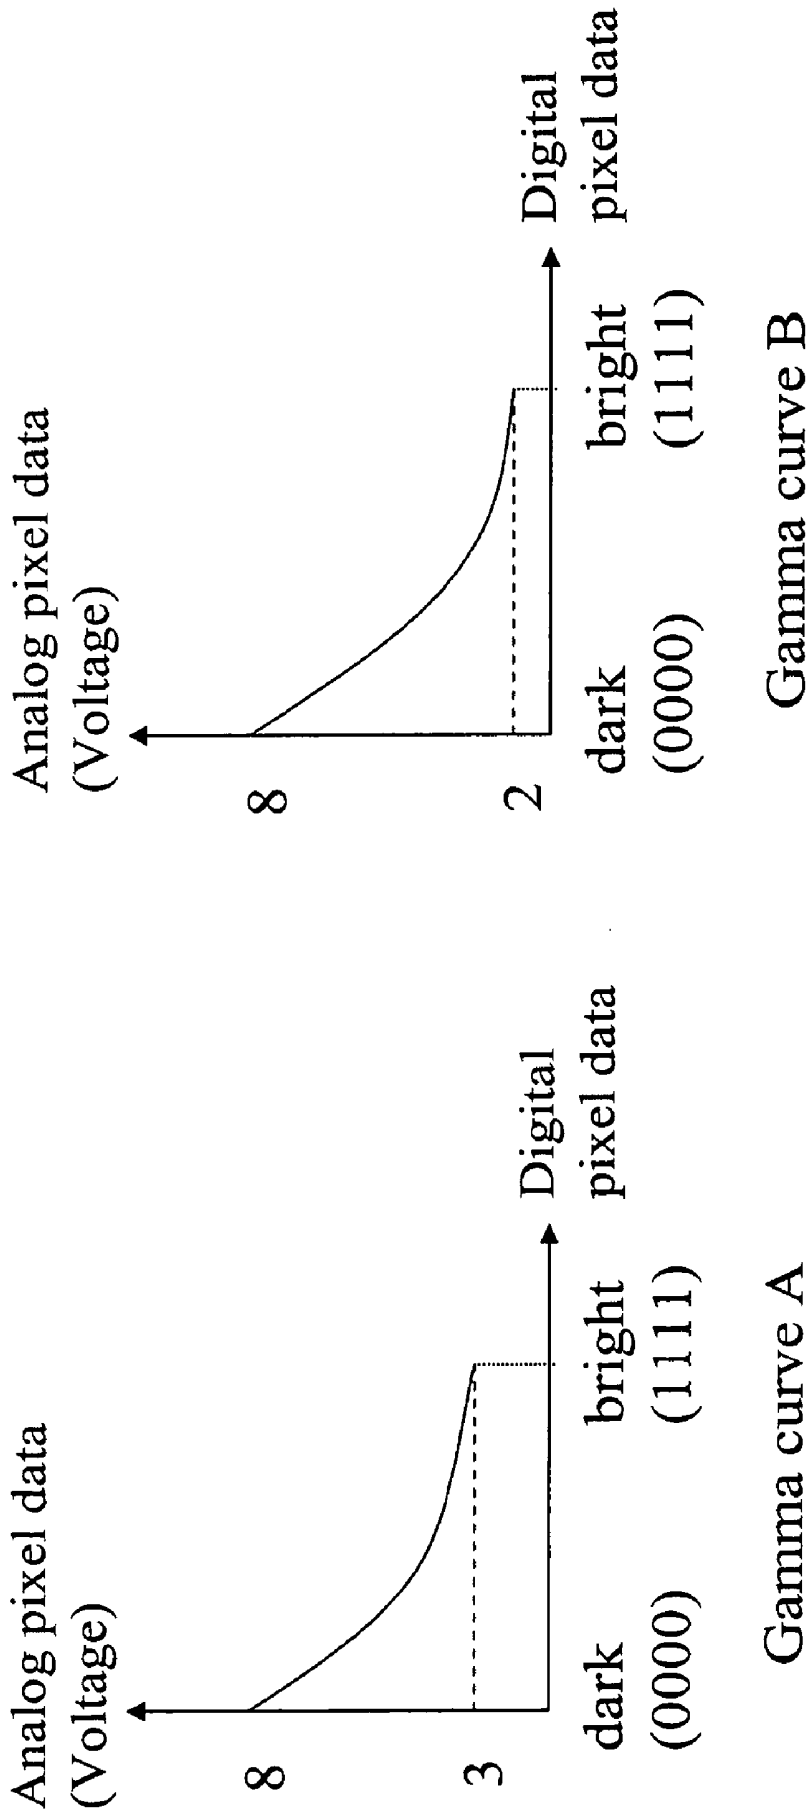 Analog pixel data
(Voltage)
8
3
dark
(0000)
bright
(1111)
Digital
pixel data
Gamma curve A
Analog pixel data
(Voltage)
8
2
dark
(0000)
bright
(1111)
Digital
pixel data
Gamma curve B